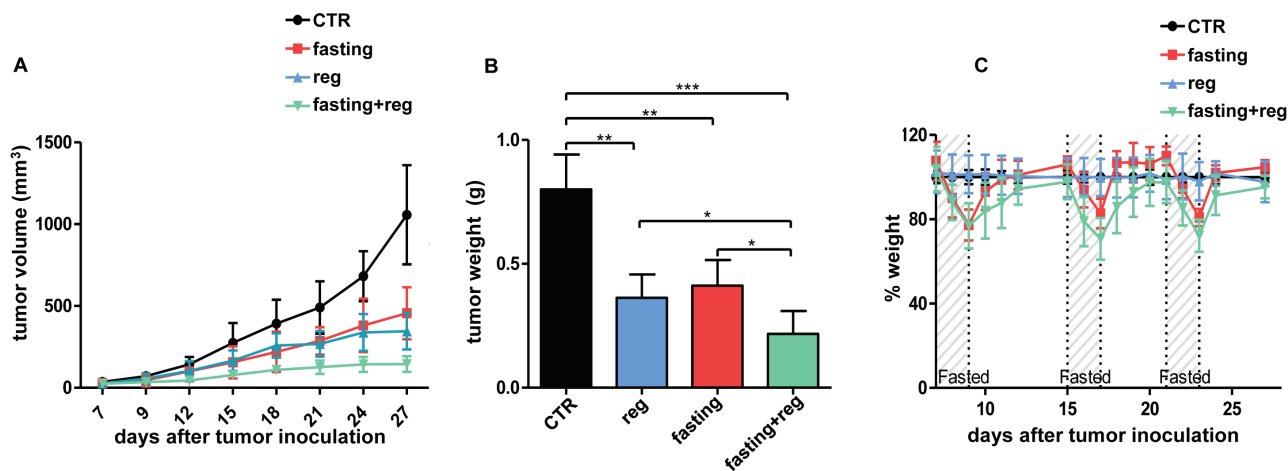 CTR
fasting
reg
fasting+reg
A
1500
1000
500
0
tumor volume (mm³)
7
9
12
15
18
21
24
27
days after tumor inoculation
B
***
**
**
*
*
1.0
0.5
0.0
tumor weight (g)
CTR
reg
fasting
fasting+reg
C
CTR
fasting
reg
fasting+reg
120
80
40
0
% weight
Fasted
Fasted
Fasted
10
15
20
25
days after tumor inoculation